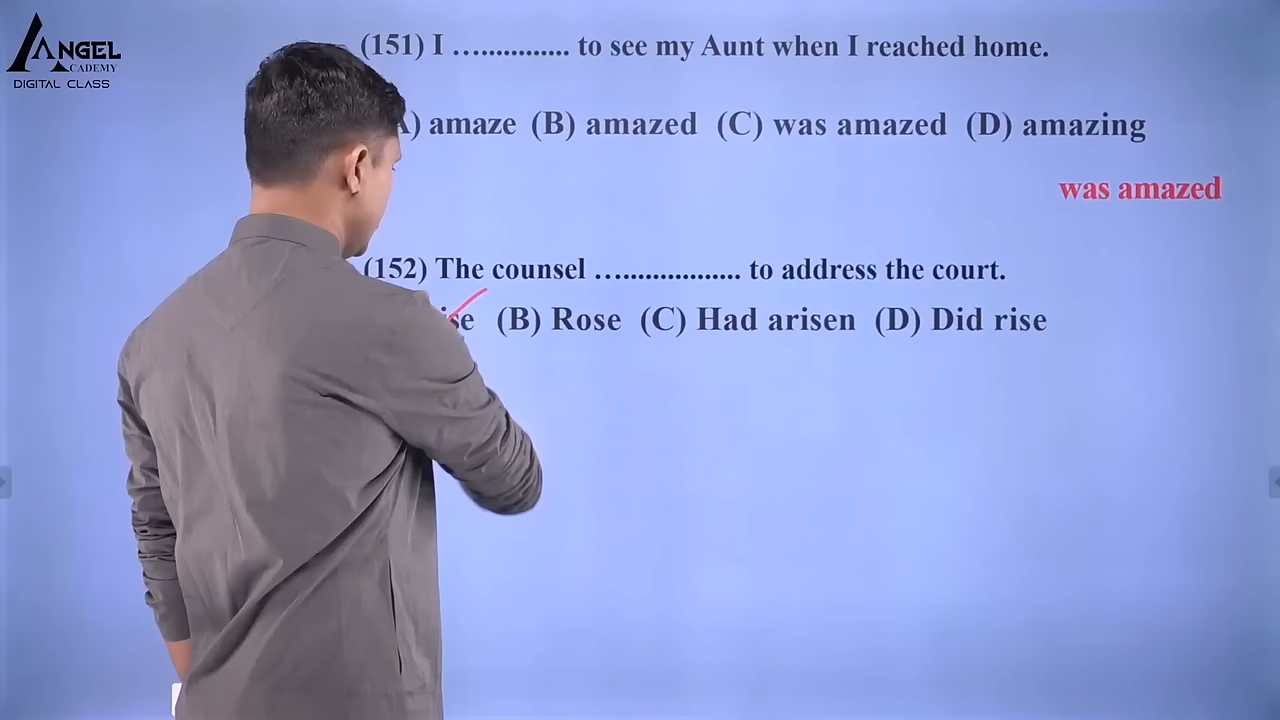 ANGEL
ACADEMY
DIGITAL CLASS
(151) I ….............. to see my Aunt when I reached home.
A) amaze (B) amazed (C) was amazed (D) amazing
was amazed
(152) The counsel …................. to address the court.
(B) Rose (C) Had arisen (D) Did rise